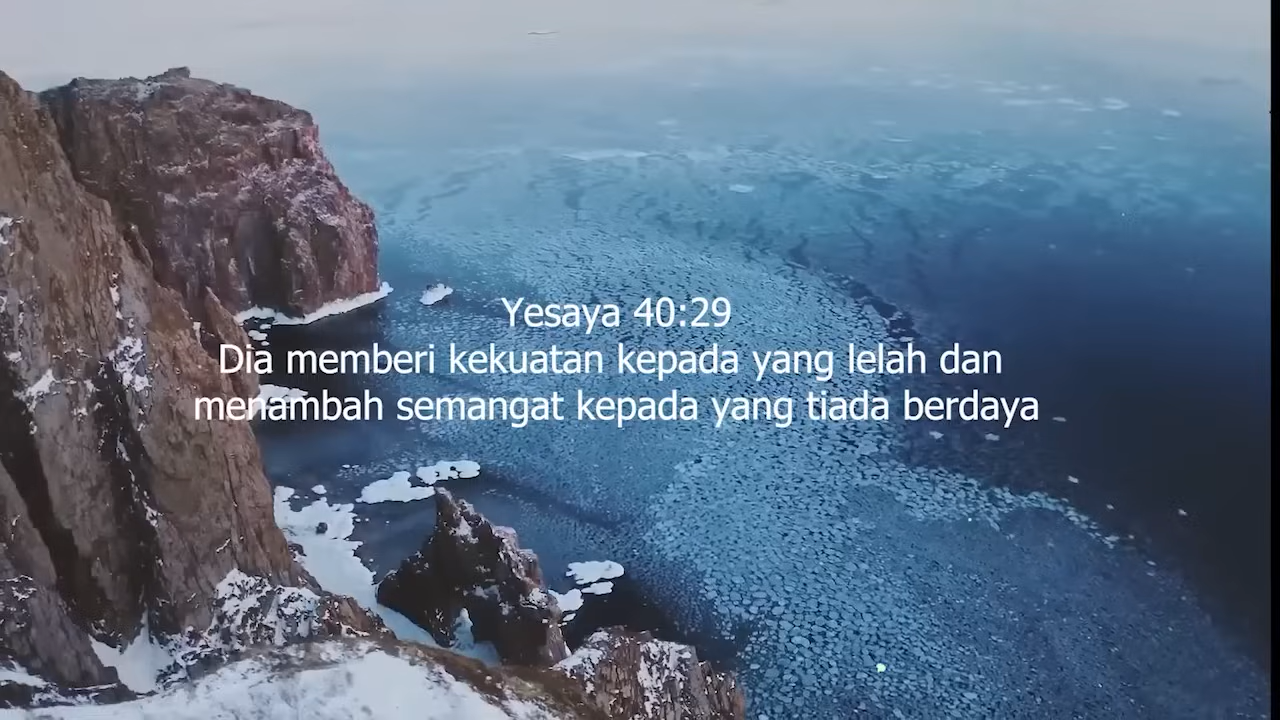 Yesaya 40:29
Dia memberi kekuatan kepada yang lelah dan
menambah semangat kepada yang tiada berdaya